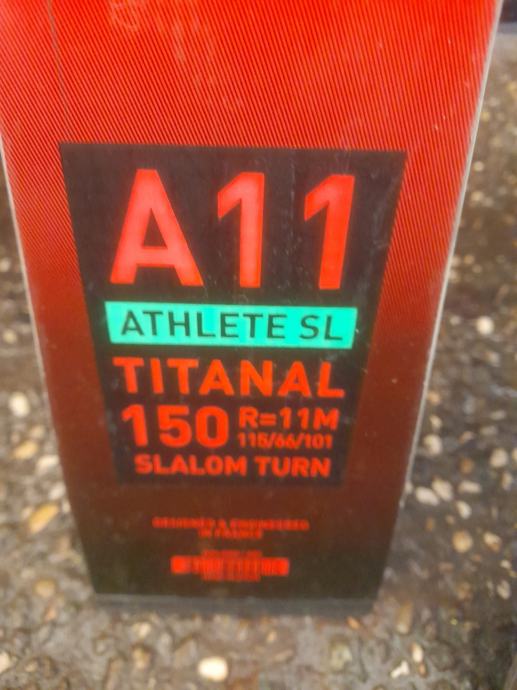 A11
ATHLETE SL
TITANAL
150 R=11M
115/66/101
SLALOM TURN
DESIGNED & ENGINEERED
IN FRANCE